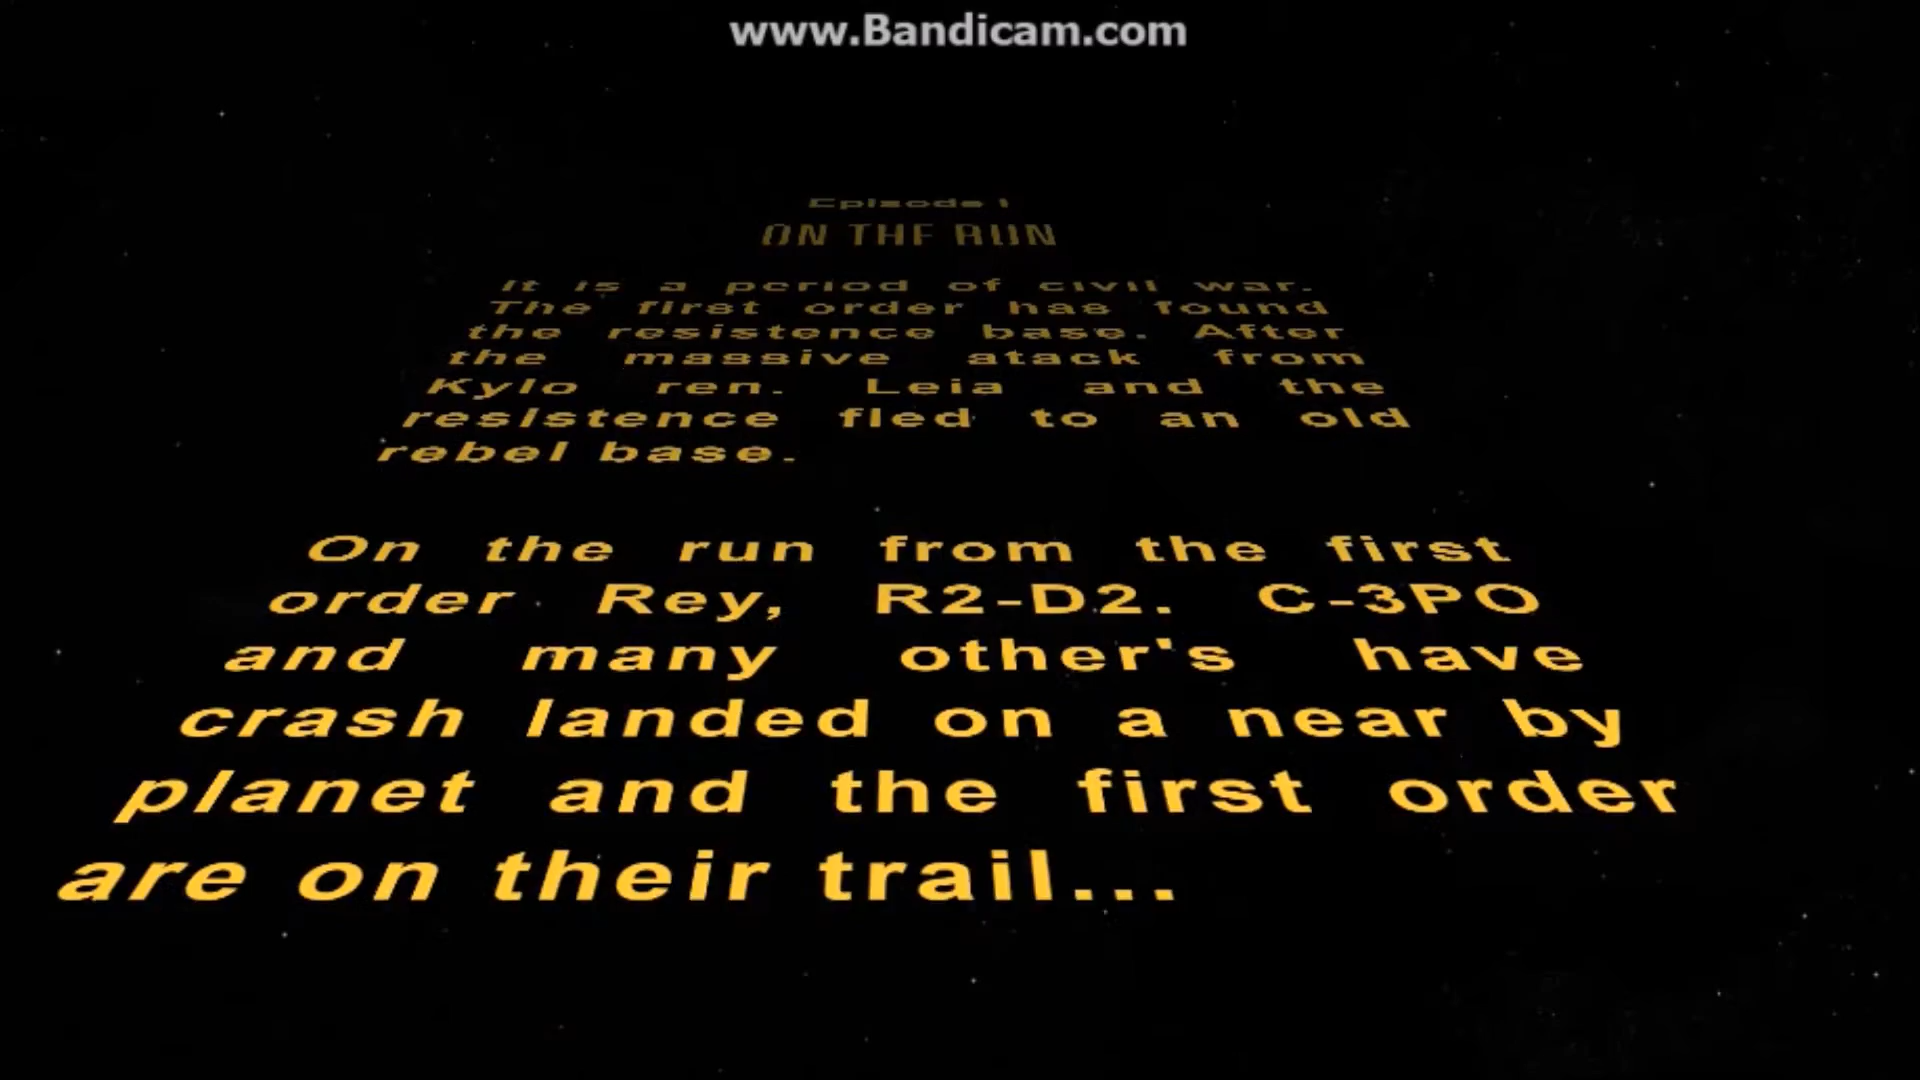 www.Bandicam.com
Episode I
ON THE RUN
It is a period of civil war.
The first order has found
the resistence base. After
the massive atack from
Kylo ren. Leia and the
resistence fled to an old
rebel base.
On the run from the first
order Rey, R2-D2. C-3PO
and many other's have
crash landed on a near by
planet and the first order
are on their trail...